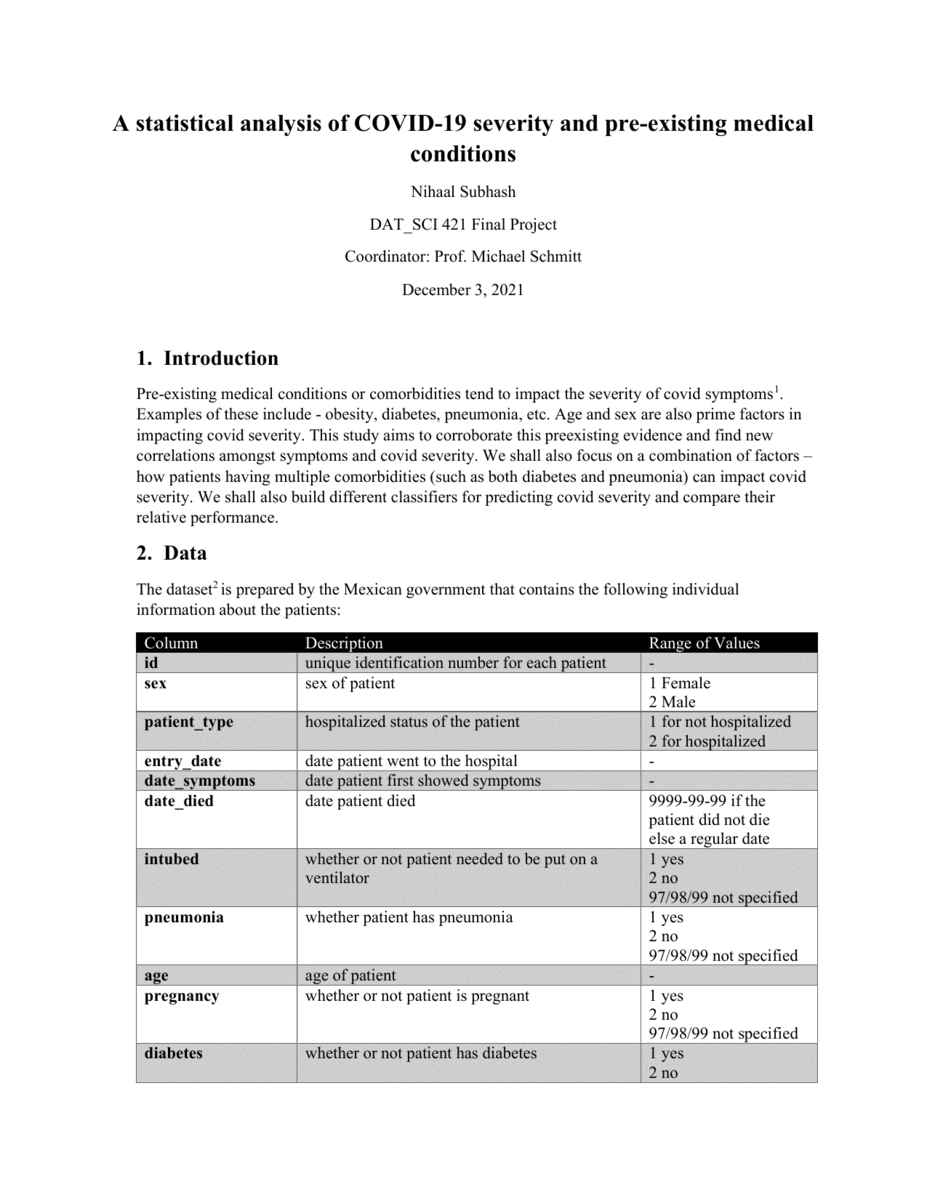 A statistical analysis of COVID-19 severity and pre-existing medical
conditions
Nihaal Subhash
DAT_SCI 421 Final Project
Coordinator: Prof. Michael Schmitt
December 3, 2021
1. Introduction
Pre-existing medical conditions or comorbidities tend to impact the severity of covid symptoms1.
Examples of these include - obesity, diabetes, pneumonia, etc. Age and sex are also prime factors in
impacting covid severity. This study aims to corroborate this preexisting evidence and find new
correlations amongst symptoms and covid severity. We shall also focus on a combination of factors –
how patients having multiple comorbidities (such as both diabetes and pneumonia) can impact covid
severity. We shall also build different classifiers for predicting covid severity and compare their
relative performance.
2. Data
The dataset2 is prepared by the Mexican government that contains the following individual
information about the patients:
Column Description Range of Values
id unique identification number for each patient -
sex sex of patient 1 Female
2 Male
patient_type hospitalized status of the patient 1 for not hospitalized
2 for hospitalized
entry_date date patient went to the hospital -
date_symptoms date patient first showed symptoms -
date_died date patient died 9999-99-99 if the
patient did not die
else a regular date
intubed whether or not patient needed to be put on a 1 yes
ventilator 2 no
97/98/99 not specified
pneumonia whether patient has pneumonia 1 yes
2 no
97/98/99 not specified
age age of patient -
pregnancy whether or not patient is pregnant 1 yes
2 no
97/98/99 not specified
diabetes whether or not patient has diabetes 1 yes
2 no